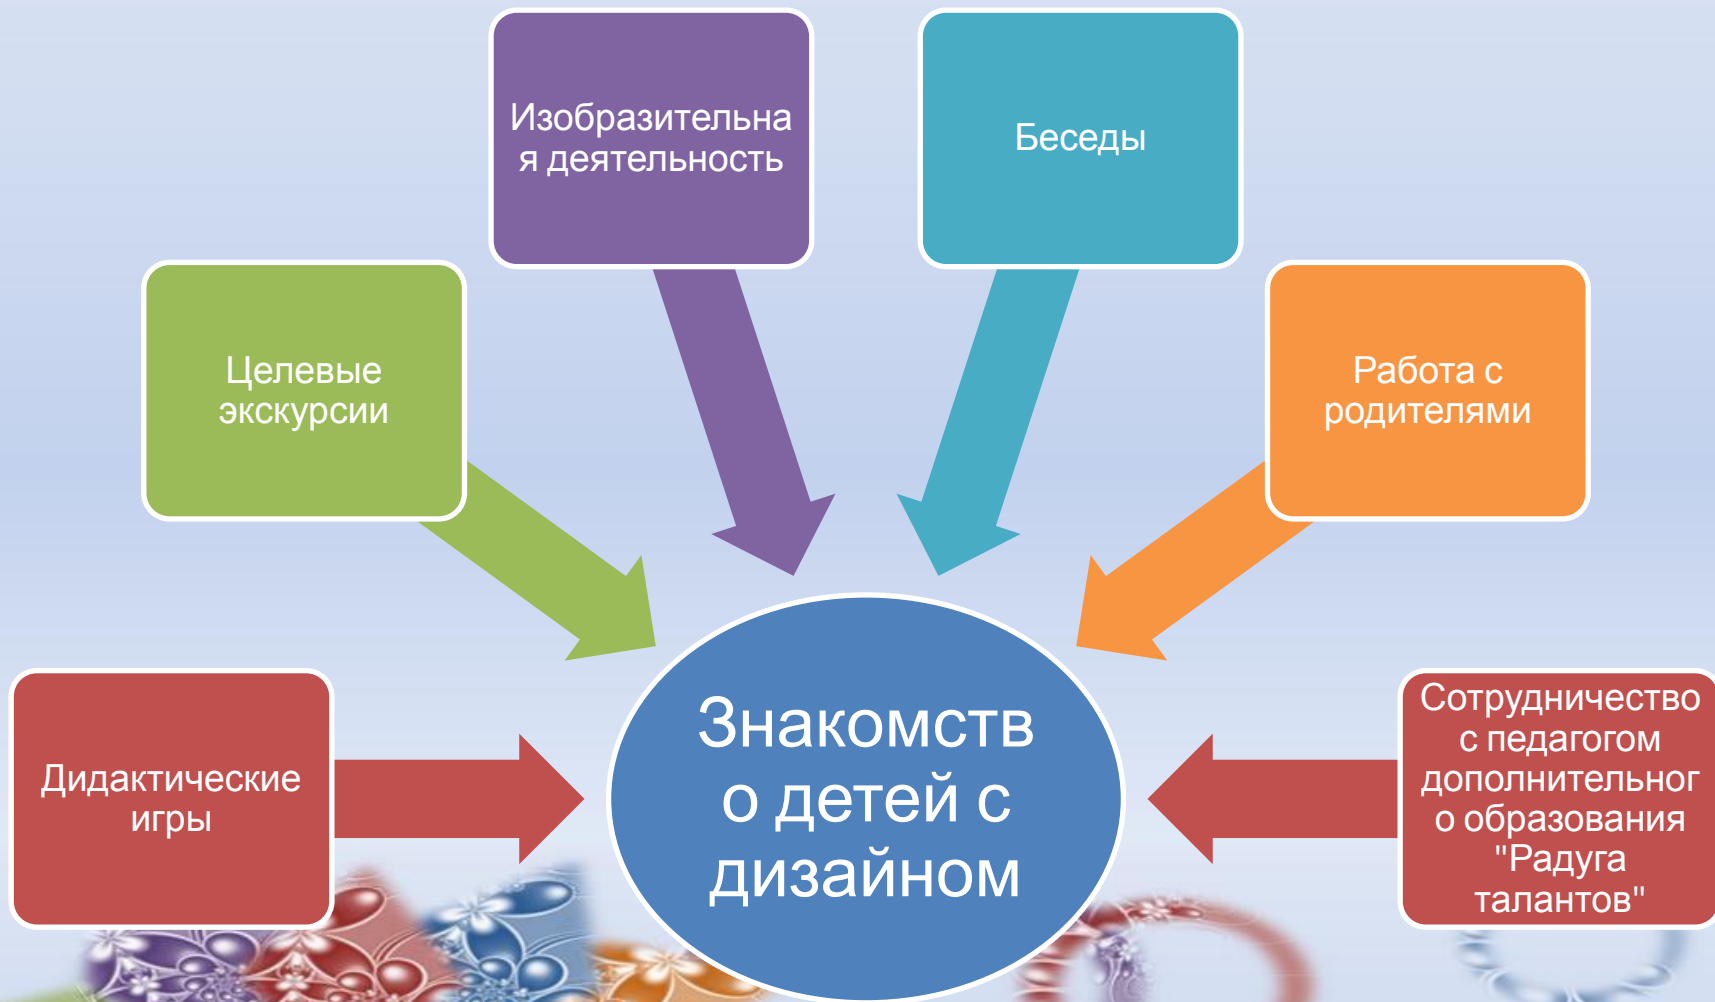 Изобразительна
я деятельность
Беседы
Целевые
экскурсии
Работа с
родителями
Дидактические
игры
Знакомств
о детей с
дизайном
Сотрудничество
с педагогом
дополнительног
о образования
"Радуга
талантов"